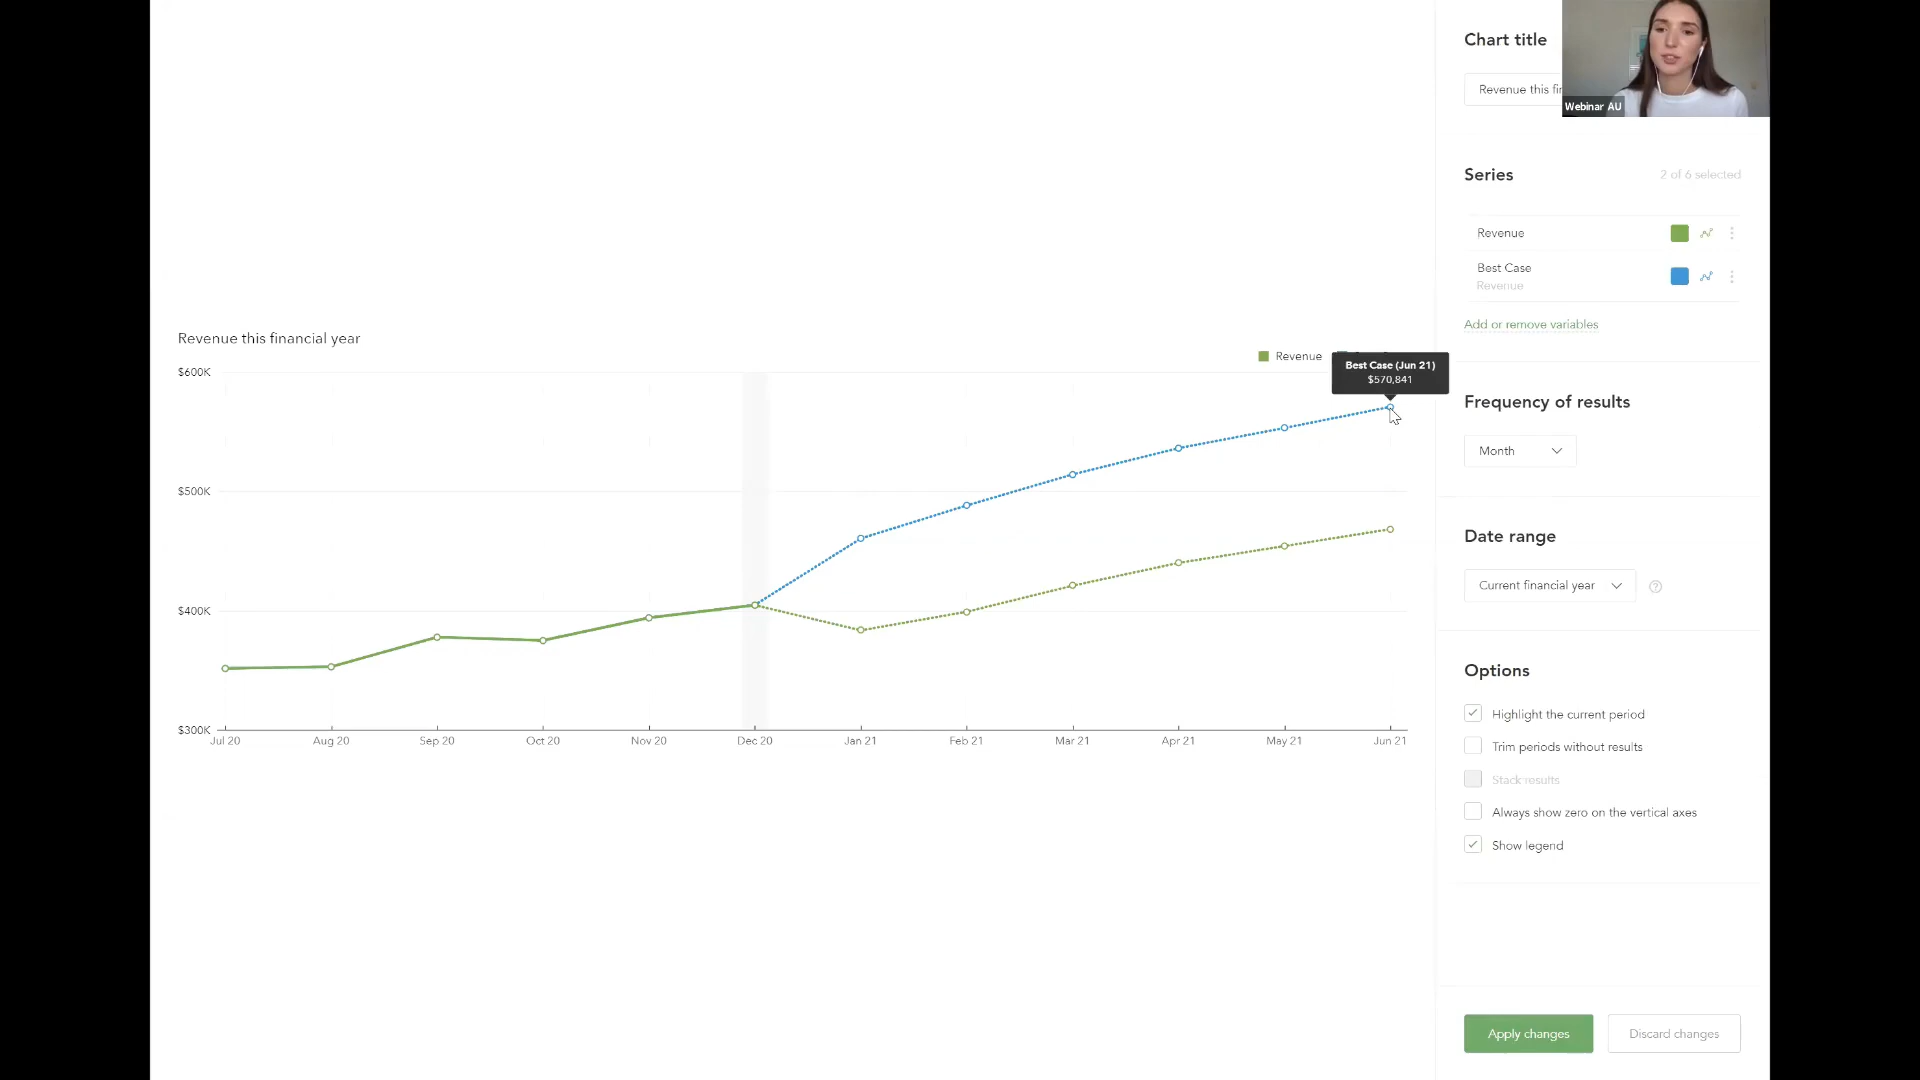 Chart title
Revenue this fin
Webinar AU
Series
2 of 6 selected
Revenue
Best Case
Revenue
Add or remove variables
Revenue this financial year
Revenue
Best Case (Jun 21)
$570,841
$600K
$500K
$400K
$300K
Jul 20
Aug 20
Sep 20
Oct 20
Nov 20
Dec 20
Jan 21
Feb 21
Mar 21
Apr 21
May 21
Jun 21
Frequency of results
Month
Date range
Current financial year
?
Options
Highlight the current period
Trim periods without results
Stack results
Always show zero on the vertical axes
Show legend
Apply changes
Discard changes